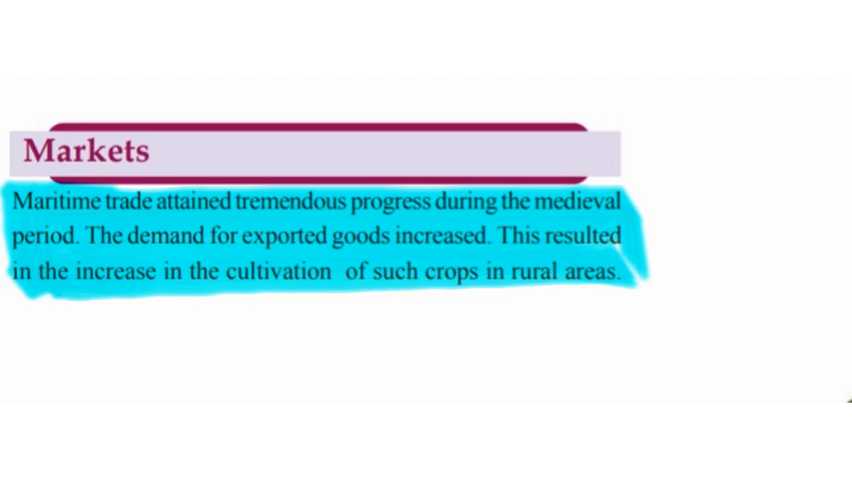 Markets
Maritime trade attained tremendous progress during the medieval
period. The demand for exported goods increased. This resulted
in the increase in the cultivation of such crops in rural areas.